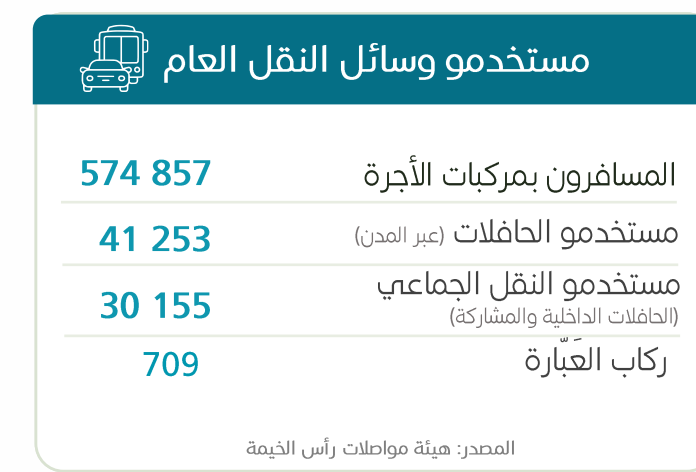 مستخدمو وسائل النقل العام
المسافرون بمركبات الأجرة 574 857
مستخدمو الحافلات (عبر المدن) 41 253
مستخدمو النقل الجماعي
(الحافلات الداخلية والمشاركة) 30 155
ركاب العَبّارة 709
المصدر: هيئة مواصلات رأس الخيمة